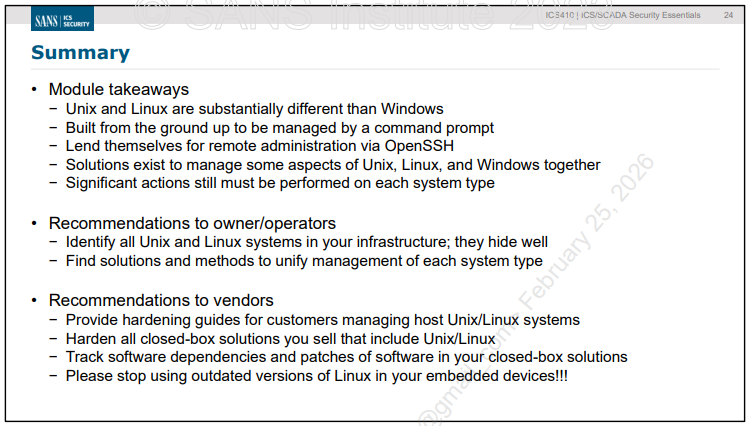 © SANS Institute 2026
SANS | ICS SECURITY
ICS410 | ICS/SCADA Security Essentials 24
Summary
• Module takeaways
– Unix and Linux are substantially different than Windows
– Built from the ground up to be managed by a command prompt
– Lend themselves for remote administration via OpenSSH
– Solutions exist to manage some aspects of Unix, Linux, and Windows together
– Significant actions still must be performed on each system type
• Recommendations to owner/operators
– Identify all Unix and Linux systems in your infrastructure; they hide well
– Find solutions and methods to unify management of each system type
• Recommendations to vendors
– Provide hardening guides for customers managing host Unix/Linux systems
– Harden all closed-box solutions you sell that include Unix/Linux
– Track software dependencies and patches of software in your closed-box solutions
– Please stop using outdated versions of Linux in your embedded devices!!!
February 25, 2026